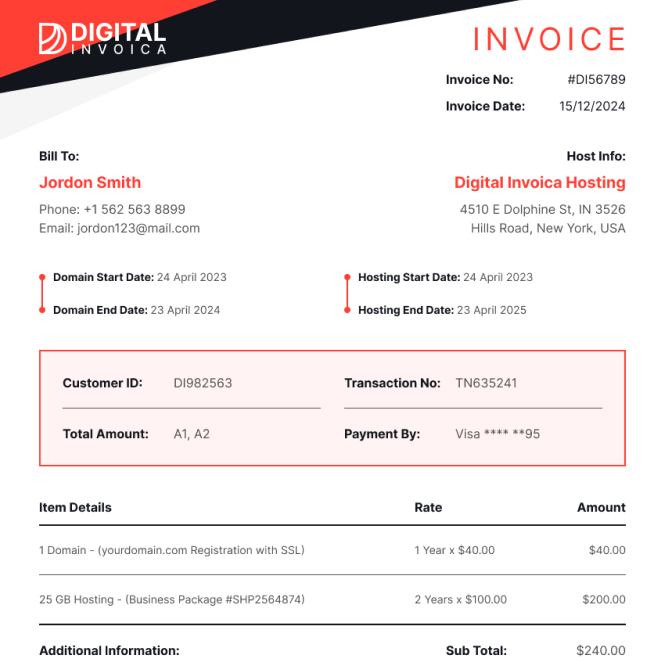 DIGITAL
INVOICA
INVOICE
Invoice No: #DI56789
Invoice Date: 15/12/2024
Bill To:
Jordon Smith
Phone: +1 562 563 8899
Email: jordon123@mail.com
Host Info:
Digital Invoica Hosting
4510 E Dolphine St, IN 3526
Hills Road, New York, USA
Domain Start Date: 24 April 2023
Domain End Date: 23 April 2024
Hosting Start Date: 24 April 2023
Hosting End Date: 23 April 2025
Customer ID: DI982563
Transaction No: TN635241
Total Amount: A1, A2
Payment By: Visa **** **95
Item Details Rate Amount
1 Domain - (yourdomain.com Registration with SSL) 1 Year x $40.00 $40.00
25 GB Hosting - (Business Package #SHP2564874) 2 Years x $100.00 $200.00
Additional Information: Sub Total: $240.00